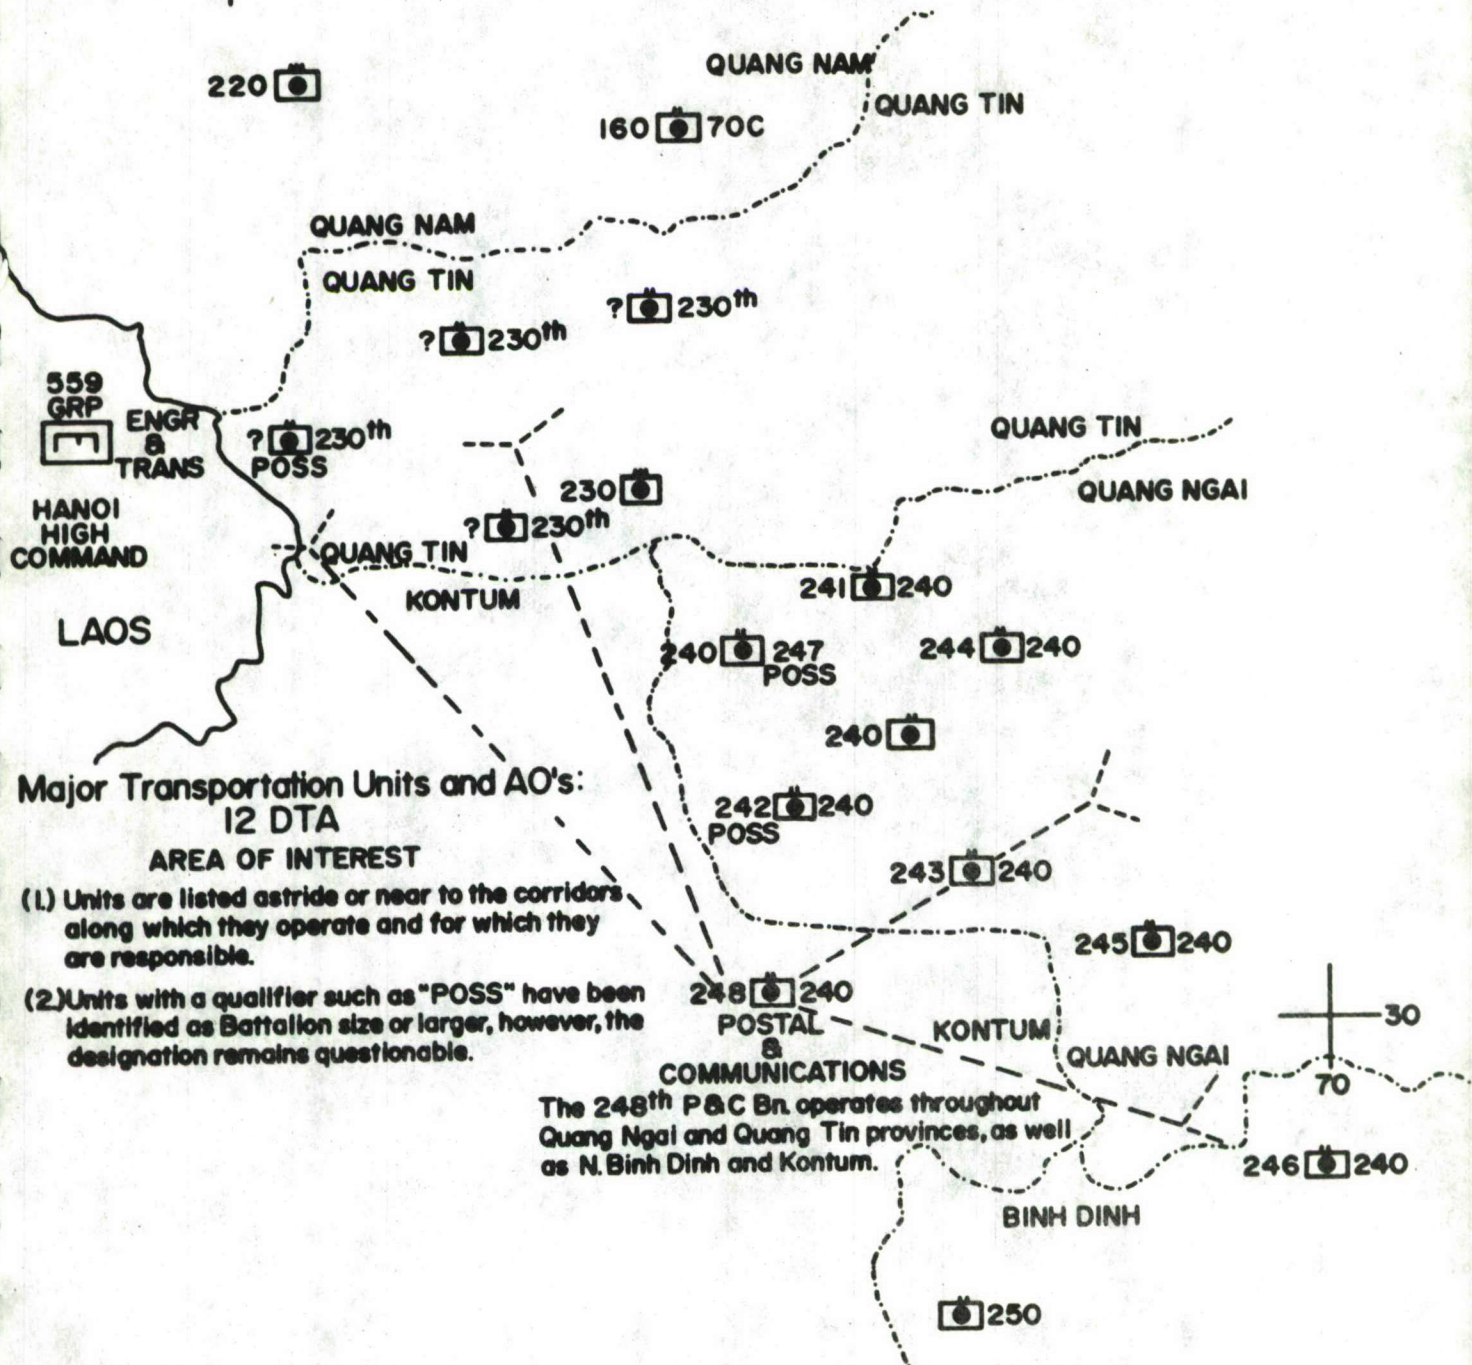 QUANG NAM
220
QUANG TIN
160 70C
QUANG NAM
QUANG TIN
? 230th
? 230th
559
GRP
ENGR
&
TRANS
? 230th
POSS
QUANG TIN
QUANG NGAI
230
HANOI
HIGH
COMMAND
? 230th
QUANG TIN
KONTUM
241 240
LAOS
240 247
POSS
244 240
240
Major Transportation Units and AO's:
12 DTA
AREA OF INTEREST
242 240
POSS
243 240
(1.) Units are listed astride or near to the corridors
along which they operate and for which they
are responsible.
245 240
(2.) Units with a qualifier such as "POSS" have been
identified as Battalion size or larger, however, the
designation remains questionable.
248 240
POSTAL
&
COMMUNICATIONS
KONTUM
QUANG NGAI
30
70
The 248th P&C Bn. operates throughout
Quang Ngai and Quang Tin provinces, as well
as N. Binh Dinh and Kontum.
246 240
BINH DINH
250